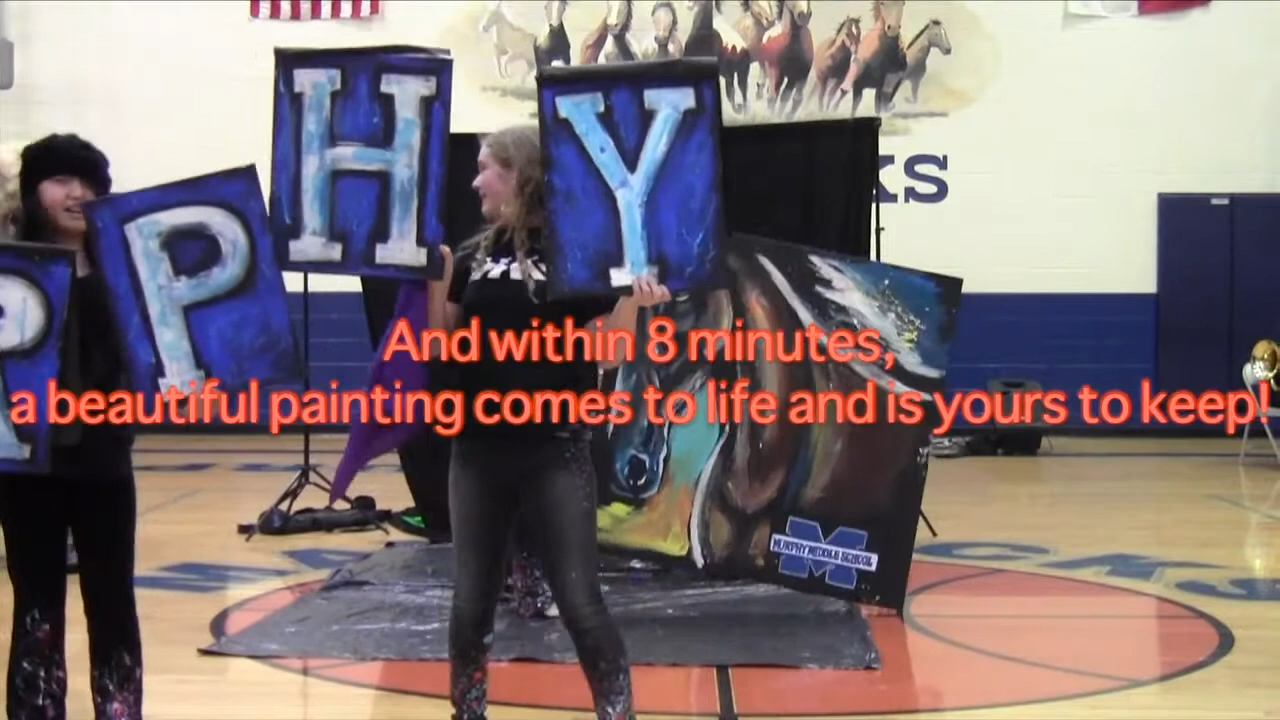 H
Y
P
P
KS
And within 8 minutes,
a beautiful painting comes to life and is yours to keep!
M
MURPHY MIDDLE SCHOOL